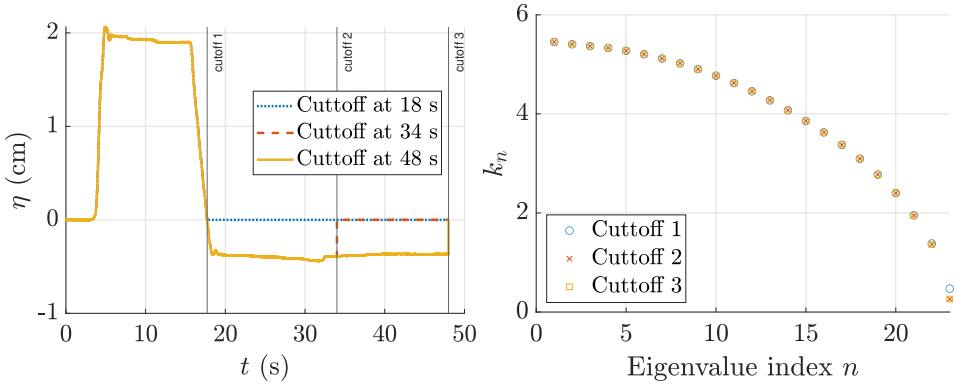 2
1
0
-1
η (cm)
0
10
20
30
40
50
t (s)
cutoff 1
cutoff 2
cutoff 3
Cuttoff at 18 s
Cuttoff at 34 s
Cuttoff at 48 s
6
4
2
0
kₙ
0
5
10
15
20
Eigenvalue index n
Cuttoff 1
Cuttoff 2
Cuttoff 3